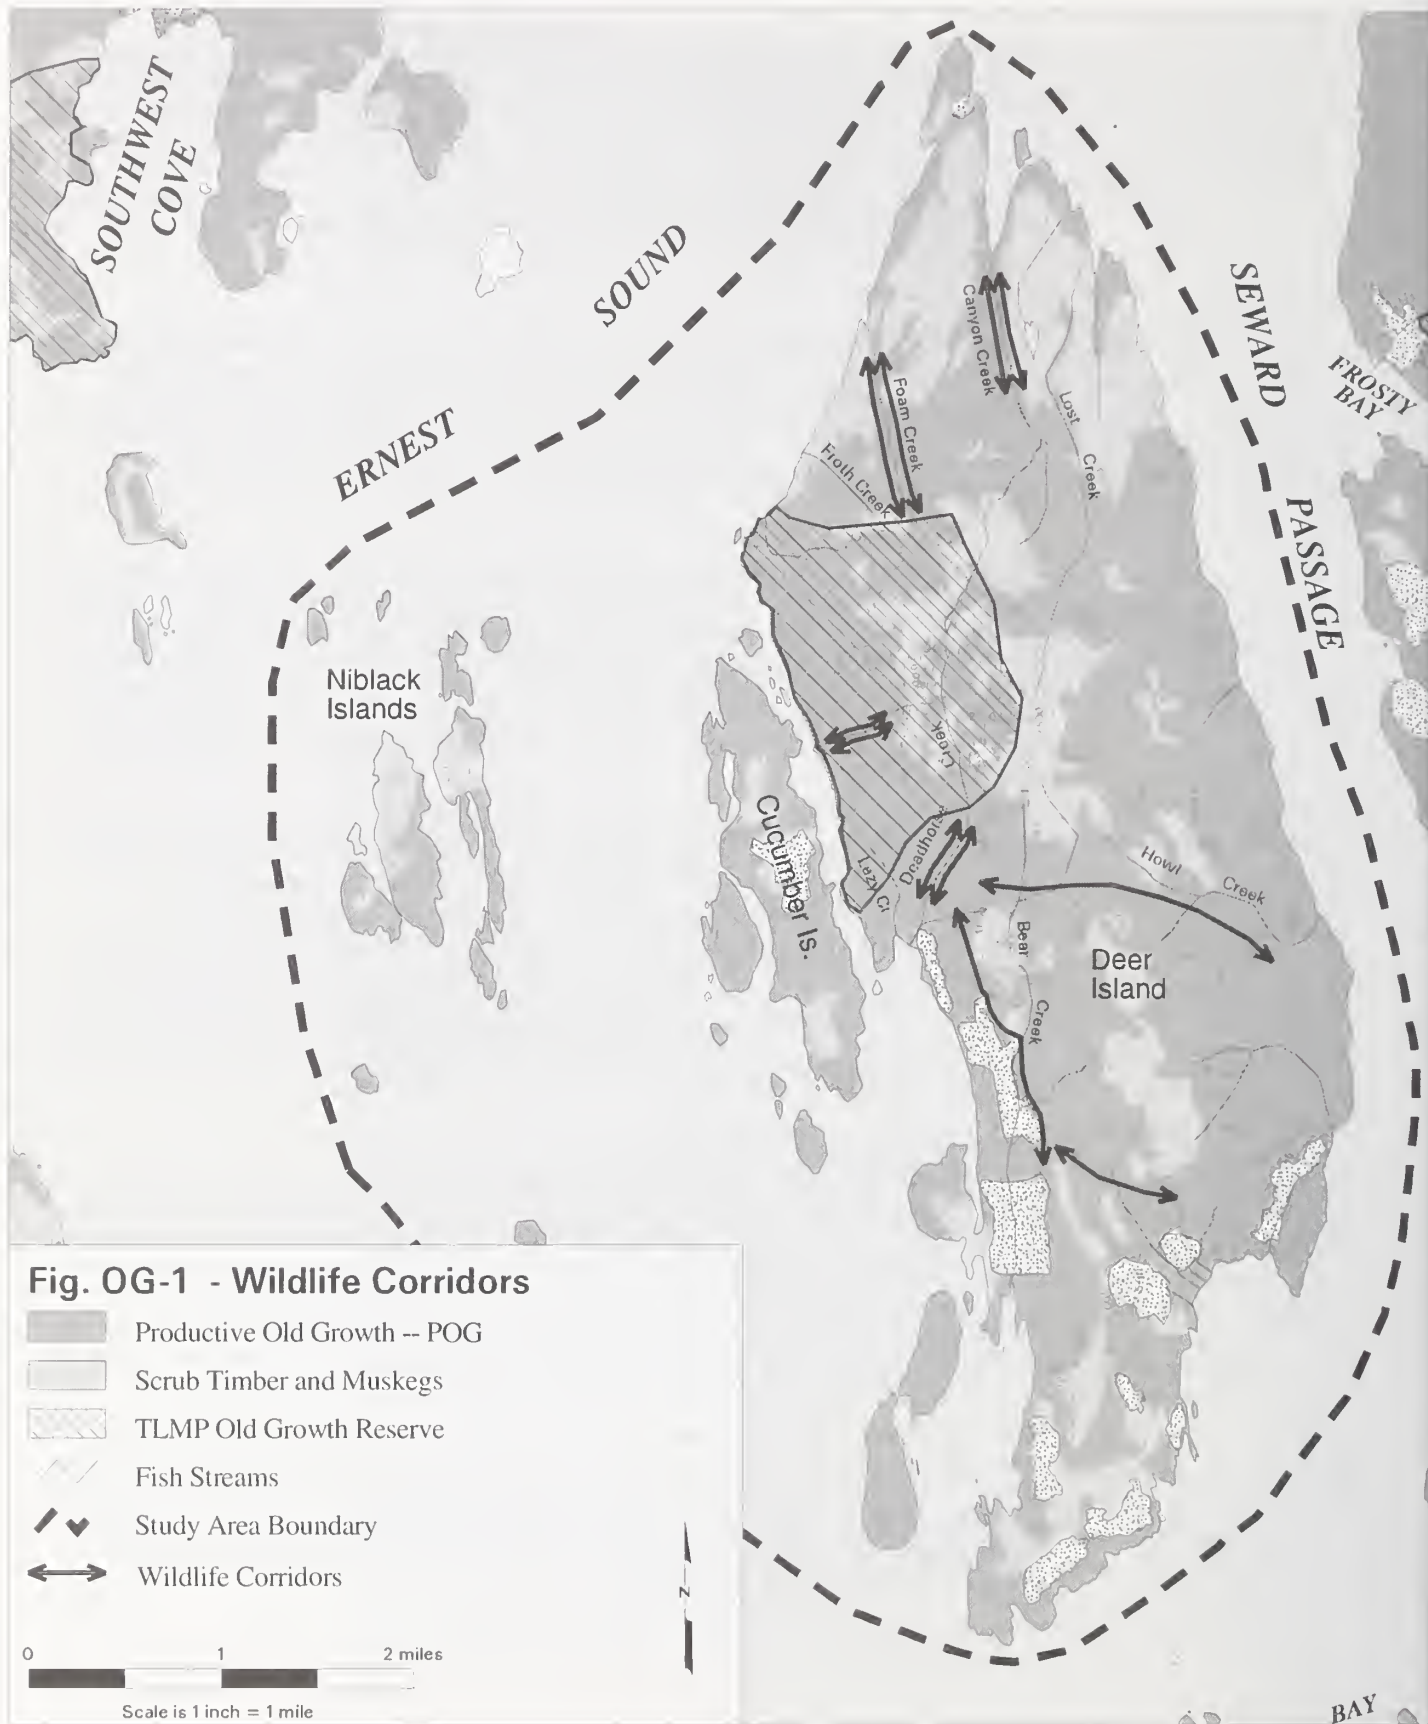 SOUTHWEST
COVE
ERNEST
SOUND
SEWARD
PASSAGE
FROSTY
BAY
Canyon Creek
Foam Creek
Lost
Creek
Froth Creek
Niblack
Islands
Creek
Cucumber Is.
Deadhorse
Lazy Cr
Howl
Creek
Bear
Creek
Deer
Island
Fig. OG-1 - Wildlife Corridors
Productive Old Growth -- POG
Scrub Timber and Muskegs
TLMP Old Growth Reserve
Fish Streams
Study Area Boundary
Wildlife Corridors
N
0 1 2 miles
Scale is 1 inch = 1 mile
BAY